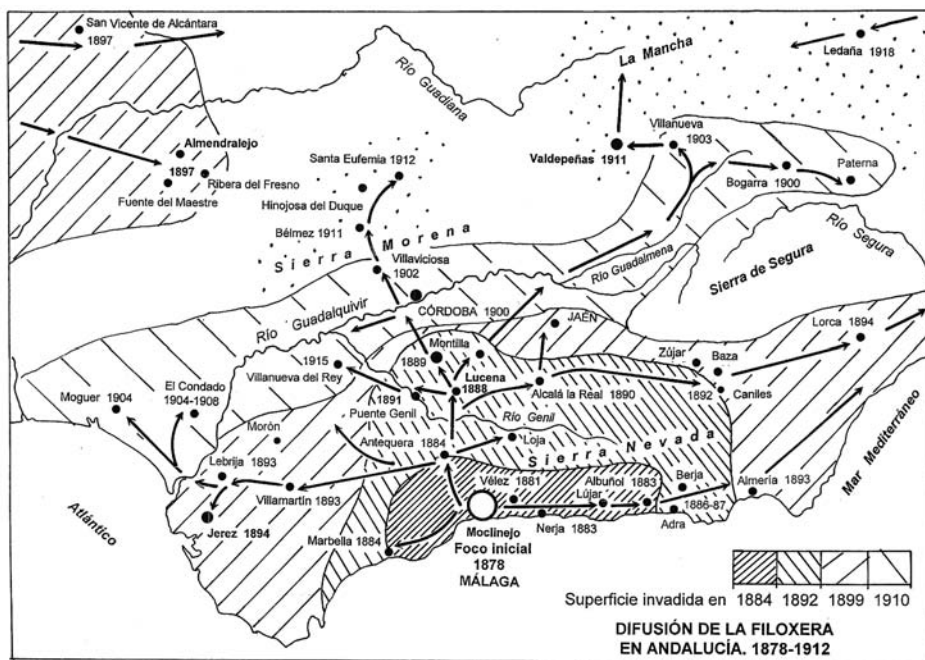 San Vicente de Alcántara
1897
La Mancha
Ledaña 1918
Río Guadiana
Almendralejo
1897
Ribera del Fresno
Fuente del Maestre
Santa Eufemia 1912
Hinojosa del Duque
Bélmez 1911
Villanueva
1903
Valdepeñas
1911
Bogarra 1900
Paterna
Sierra Morena
Villaviciosa
1902
Río Guadalmena
Río Segura
Sierra de Segura
Río Guadalquivir
CÓRDOBA 1900
JAÉN
Lorca 1894
Montilla
1889
1915
Villanueva del Rey
Lucena
1888
Zújar
Baza
1892
Caniles
Moguer 1904
El Condado
1904-1908
1891
Puente Genil
Alcalá la Real 1890
Río Genil
Morón
Antequera 1884
Loja
Sierra Nevada
Mar Mediterráneo
Lebrija 1893
Villamartín 1893
Vélez
1881
Albuñol 1883
Lújar
Berja
1886-87
Adra
Almería
1893
Atlántico
Jerez 1894
Marbella 1884
Nerja
1883
Moclinejo
Foco inicial
1878
MÁLAGA
Superficie invadida en 1884 1892 1899 1910
DIFUSIÓN DE LA FILOXERA
EN ANDALUCÍA. 1878-1912